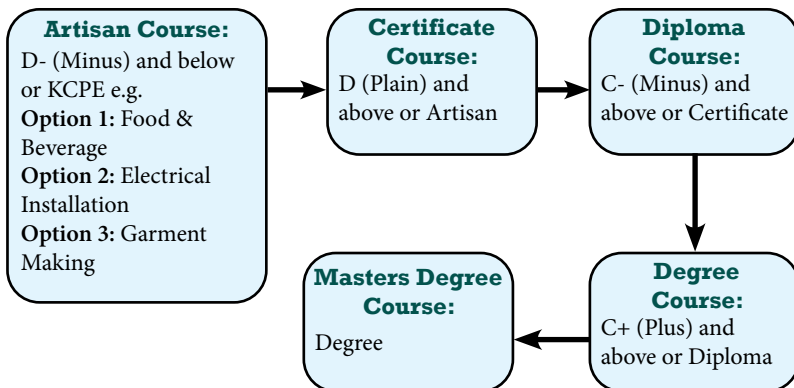 Artisan Course:
D- (Minus) and below
or KCPE e.g.
Option 1: Food &
Beverage
Option 2: Electrical
Installation
Option 3: Garment
Making
Certificate
Course:
D (Plain) and
above or Artisan
Diploma
Course:
C- (Minus) and
above or Certificate
Degree
Course:
C+ (Plus) and
above or Diploma
Masters Degree
Course:
Degree